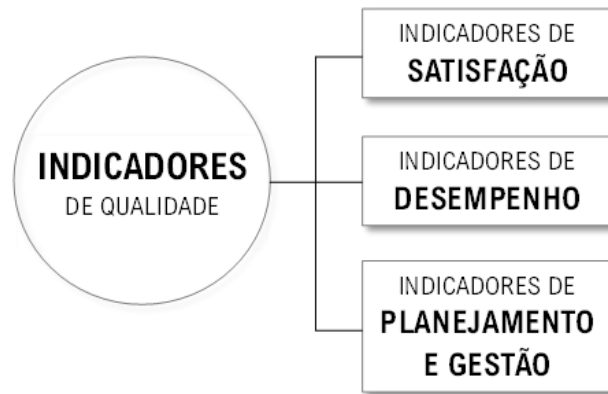 INDICADORES
DE QUALIDADE
INDICADORES DE
SATISFAÇÃO
INDICADORES DE
DESEMPENHO
INDICADORES DE
PLANEJAMENTO
E GESTÃO